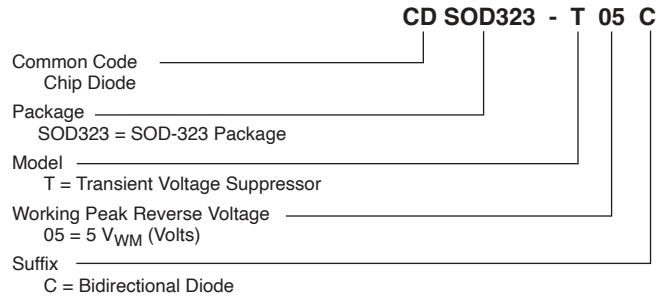 CD SOD323 - T 05 C
Common Code
Chip Diode
Package
SOD323 = SOD-323 Package
Model
T = Transient Voltage Suppressor
Working Peak Reverse Voltage
05 = 5 VWM (Volts)
Suffix
C = Bidirectional Diode